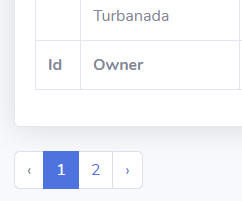 Turbanada
Id Owner
‹ 1 2 ›